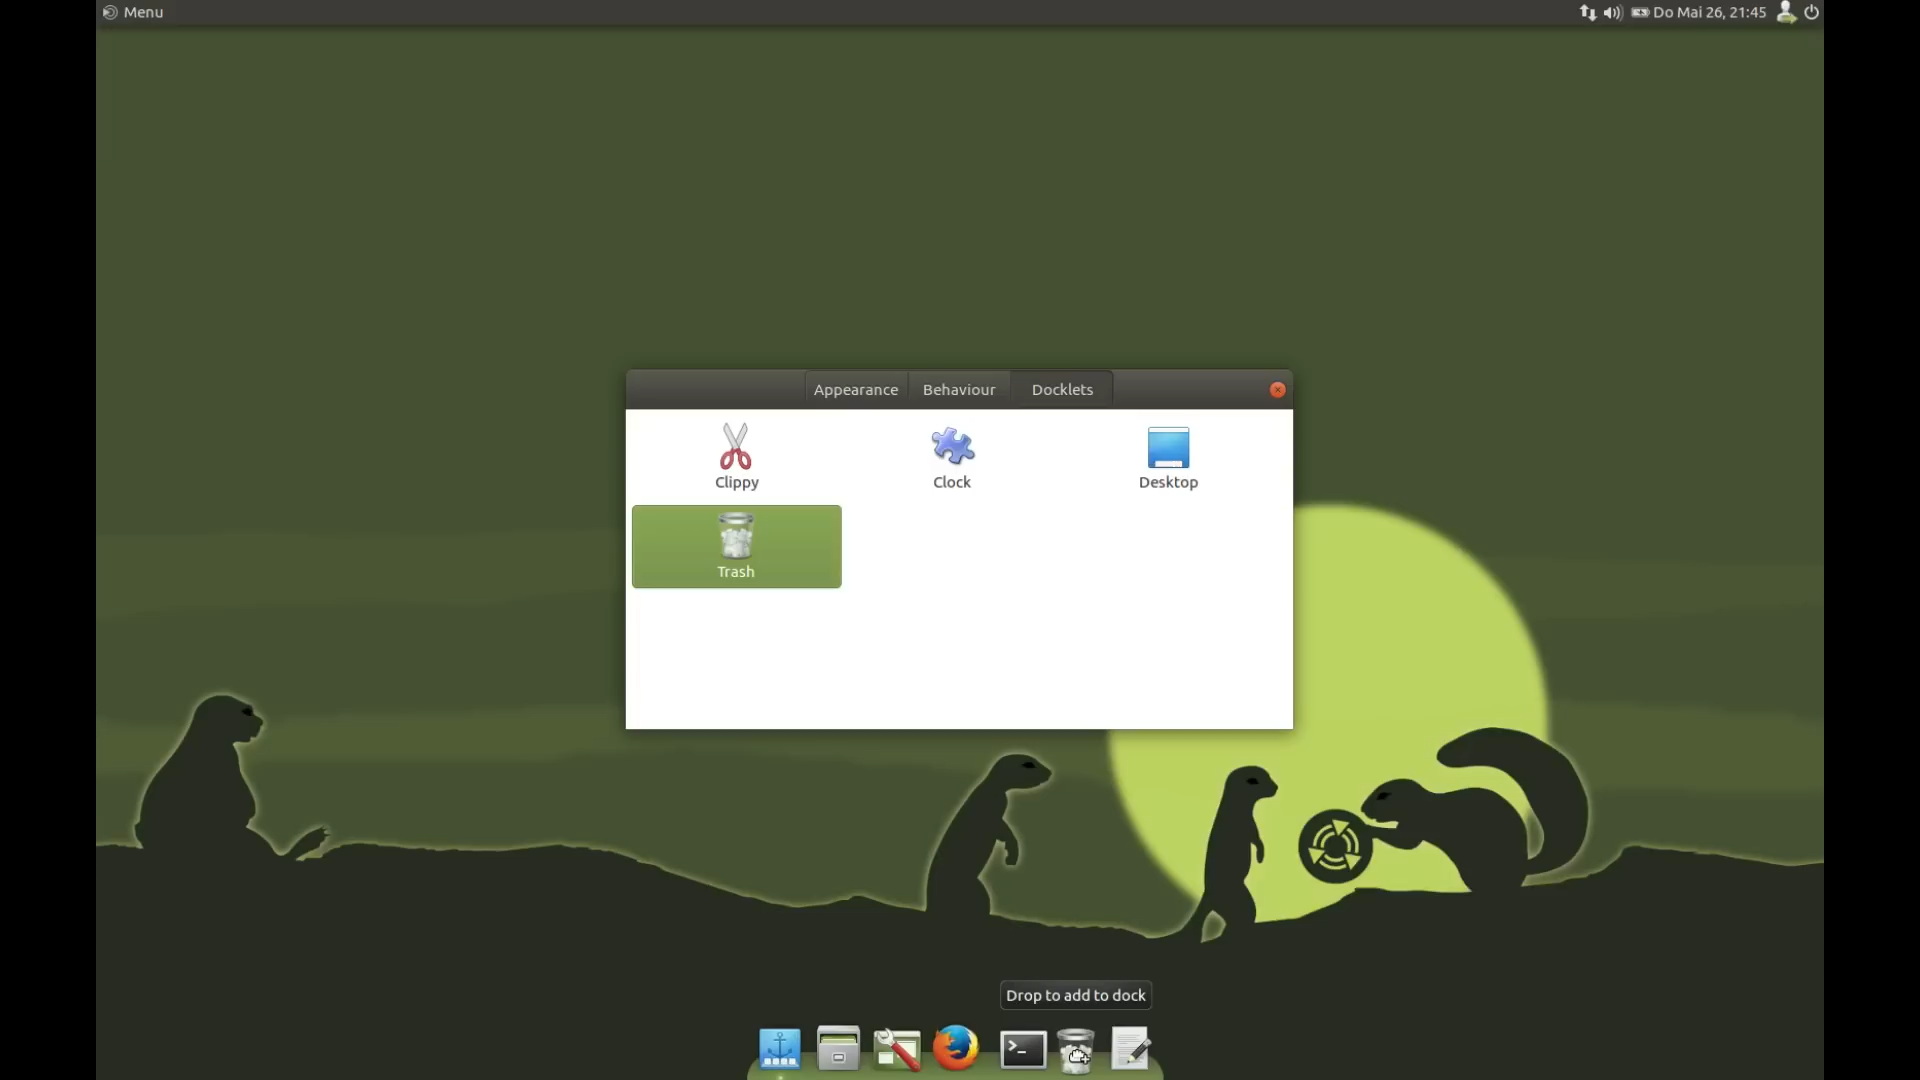 Menu
Do Mai 26, 21:45
Appearance
Behaviour
Docklets
Clippy
Clock
Desktop
Trash
Drop to add to dock
>_